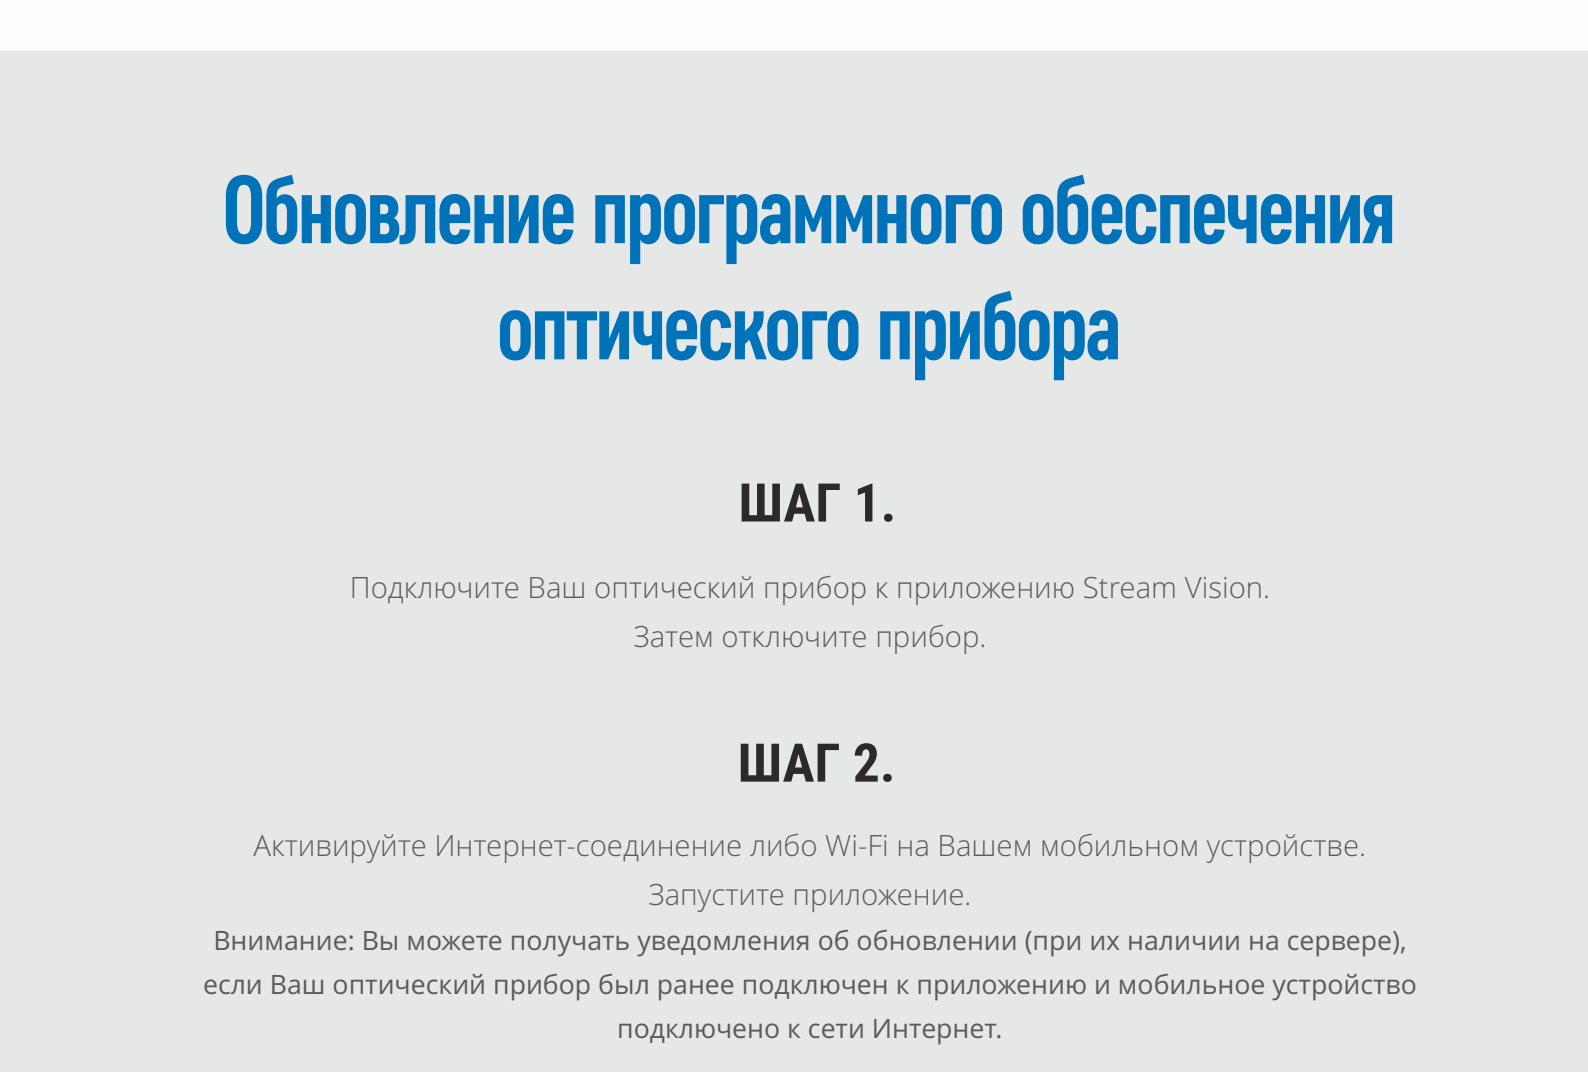 Обновление программного обеспечения
оптического прибора
ШАГ 1.
Подключите Ваш оптический прибор к приложению Stream Vision.
Затем отключите прибор.
ШАГ 2.
Активируйте Интернет-соединение либо Wi-Fi на Вашем мобильном устройстве.
Запустите приложение.
Внимание: Вы можете получать уведомления об обновлении (при их наличии на сервере),
если Ваш оптический прибор был ранее подключен к приложению и мобильное устройство
подключено к сети Интернет.